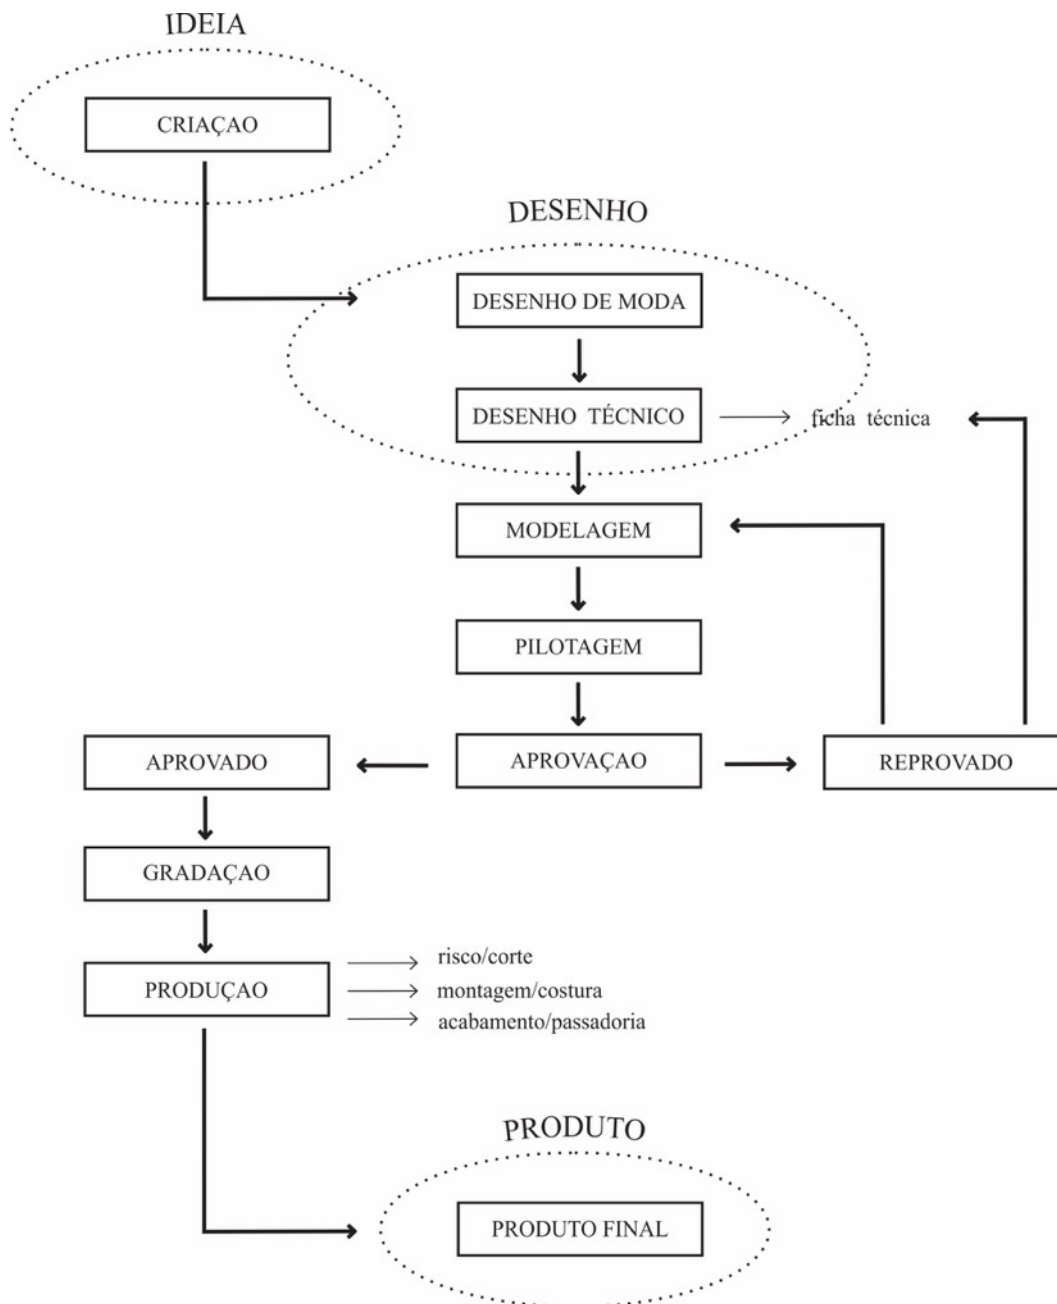 IDEIA
CRIAÇAO
DESENHO
DESENHO DE MODA
DESENHO TÉCNICO
ficha técnica
MODELAGEM
PILOTAGEM
APROVADO
APROVAÇAO
REPROVADO
GRADAÇAO
PRODUÇAO
risco/corte
montagem/costura
acabamento/passadoria
PRODUTO
PRODUTO FINAL